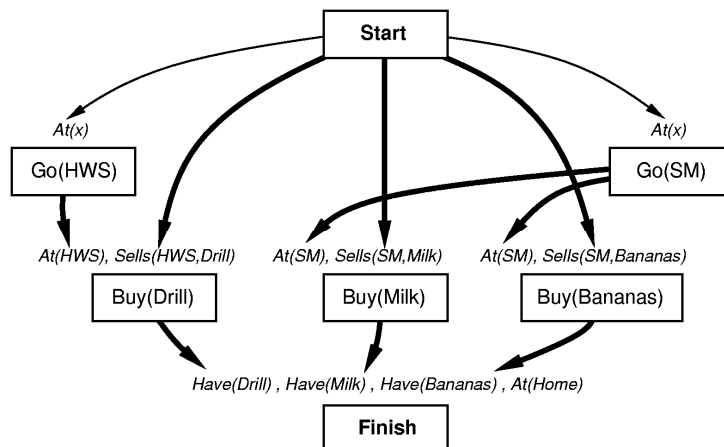 Start
At(x)
At(x)
Go(HWS)
Go(SM)
At(HWS), Sells(HWS,Drill)
At(SM), Sells(SM,Milk)
At(SM), Sells(SM,Bananas)
Buy(Drill)
Buy(Milk)
Buy(Bananas)
Have(Drill) , Have(Milk) , Have(Bananas) , At(Home)
Finish